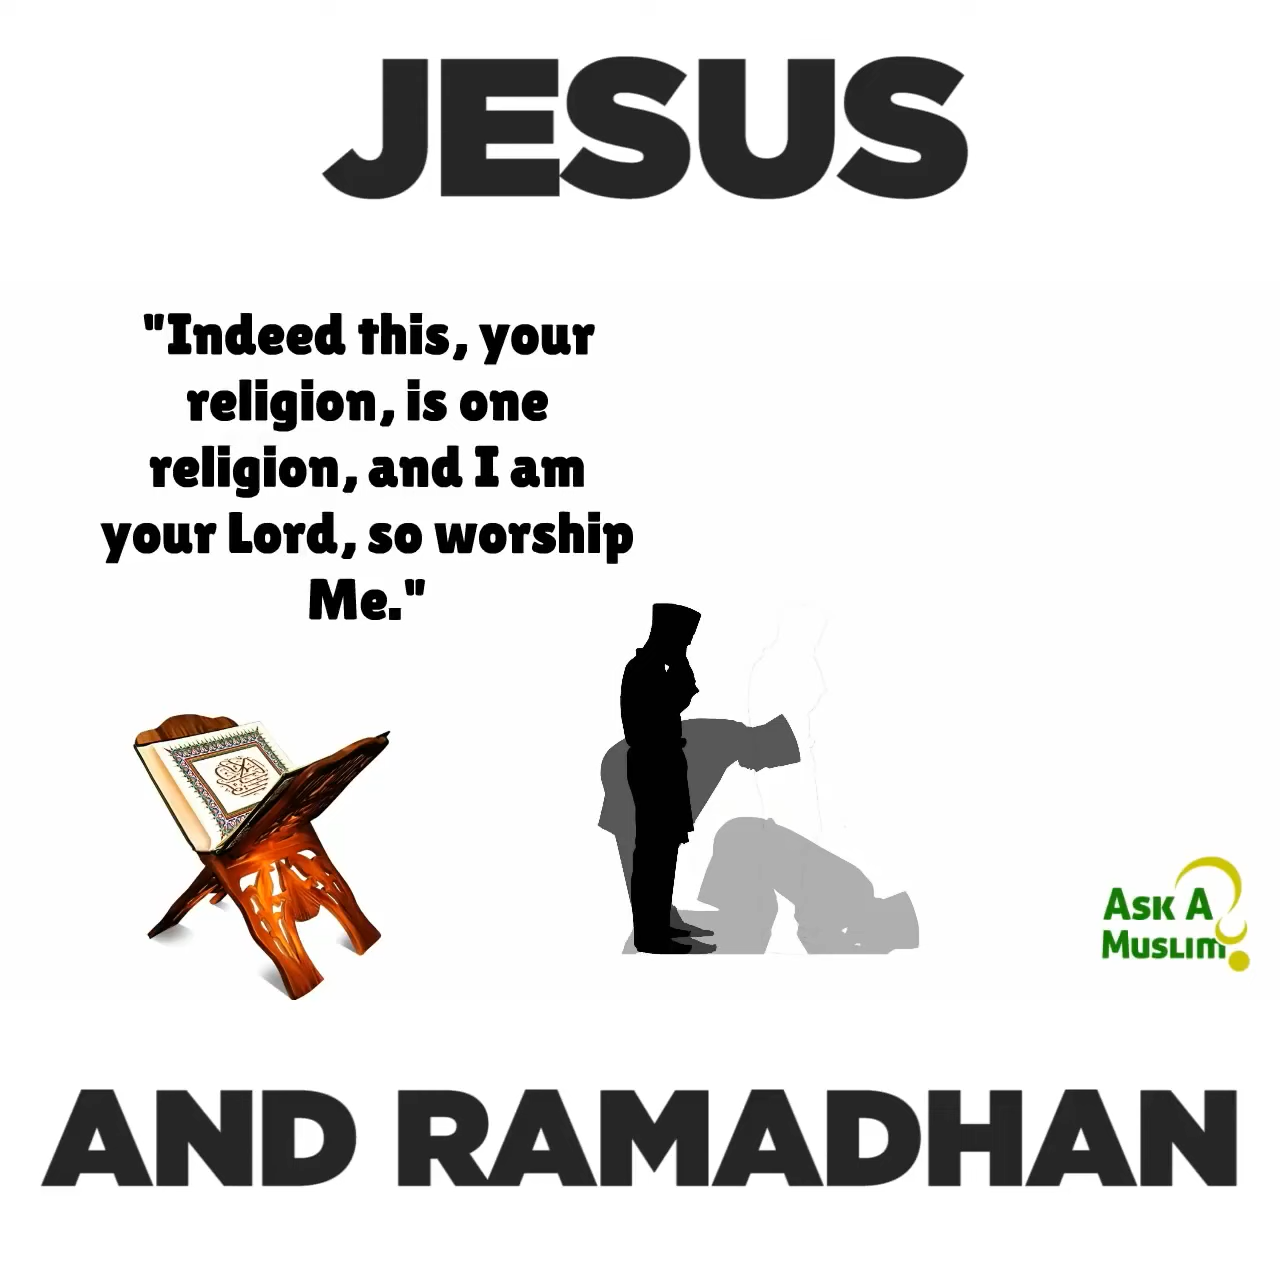 JESUS
"Indeed this, your
religion, is one
religion, and I am
your Lord, so worship
Me."
ASK A
MUSLIM?
AND RAMADHAN